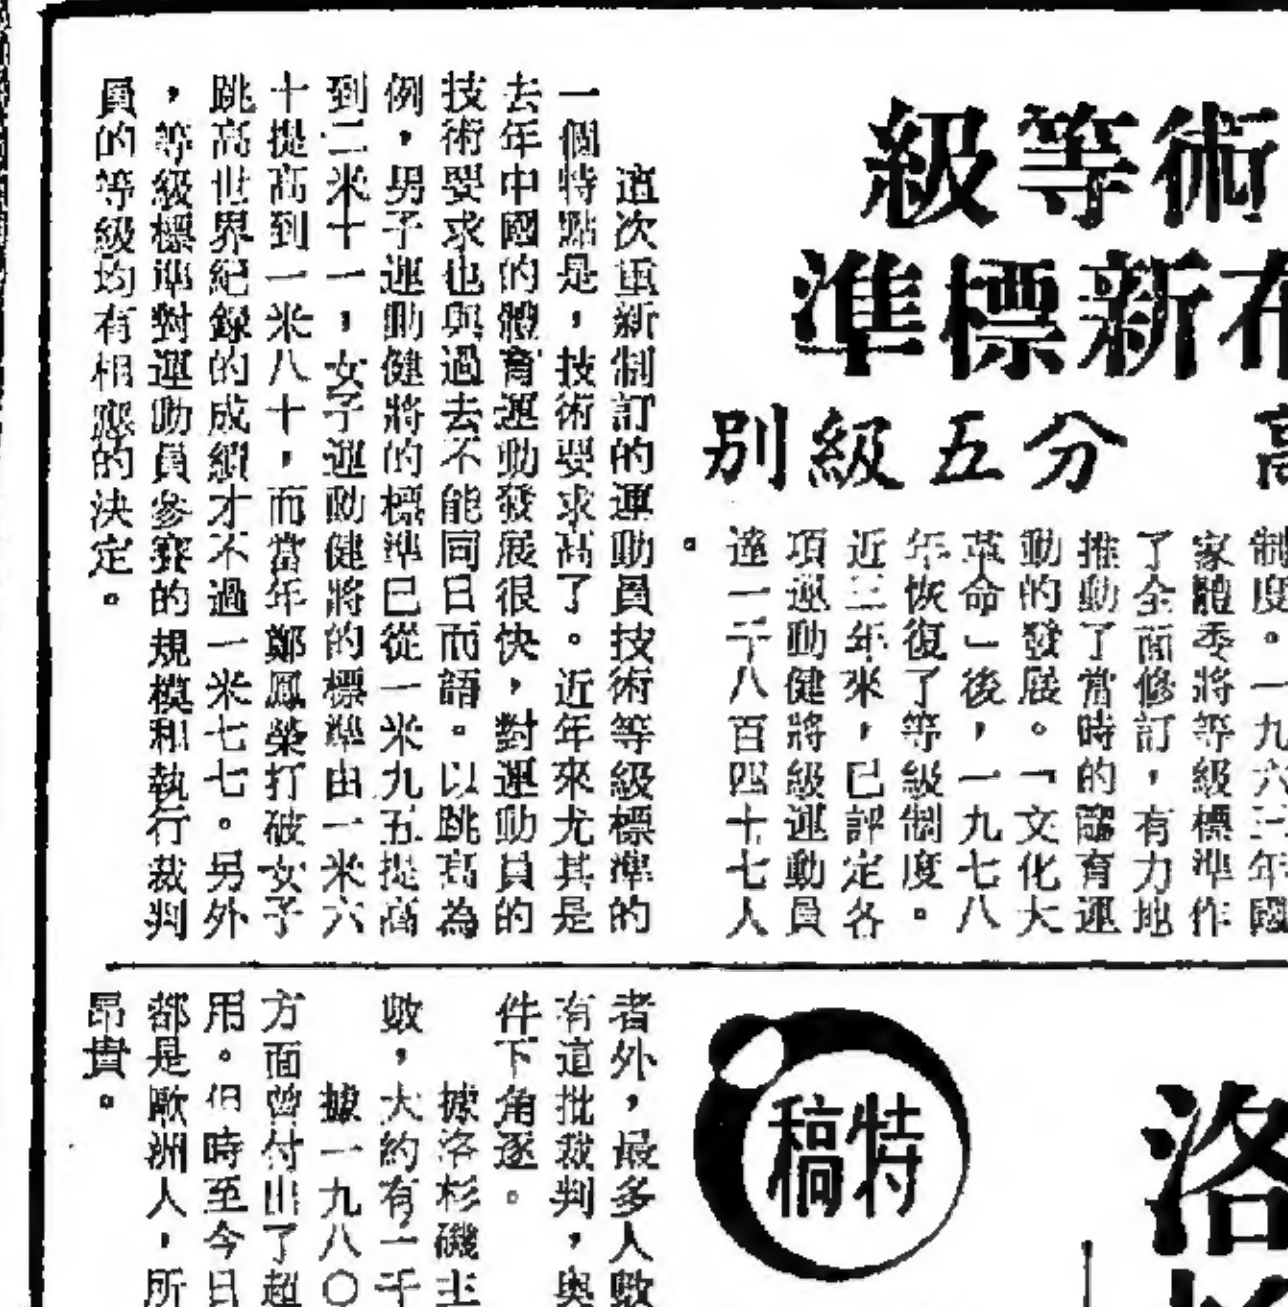 術等級
布新標準
高　分五級別
制度。一九六三年國
家體委將等級標準作
了全面修訂，有力地
推動了當時的體育運
動的發展。「文化大
革命」後，一九七八
年恢復了等級制度。
近三年來，已評定各
項運動健將級運動員
達一千八百四十七人
。
這次重新制訂的運動員技術等級標準的
一個特點是，技術要求高了。近年來尤其是
去年中國的體育運動發展很快，對運動員的
技術要求也與過去不能同日而語。以跳高為
例，男子運動健將的標準已從一米九五提高
到二米十一，女子運動健將的標準由一米六
十提高到一米八十，而當年鄭鳳榮打破女子
跳高世界紀錄的成績才不過一米七七。另外
，等級標準對運動員參賽的規模和執行裁判
員的等級均有相應的決定。
洛
特稿
者外，最多人數
有這批裁判，奥
件下角逐。
據洛杉磯主
數，大約有一千
據一九八〇
方面曾付出了超
用。但時至今日
都是歐洲人，所
昂貴。